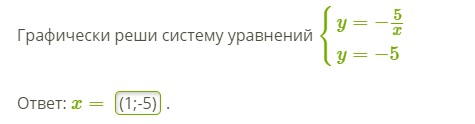 Графически реши систему уравнений { y = −5/x
y = −5
Ответ: x = (1;-5) .